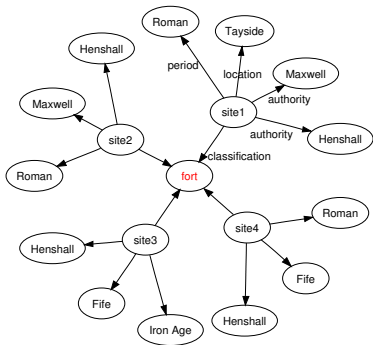 Roman
Tayside
Henshall
period
location
Maxwell
Maxwell
authority
site1
site2
authority
Henshall
classification
Roman
fort
Roman
site4
site3
Henshall
Fife
Fife
Henshall
Iron Age